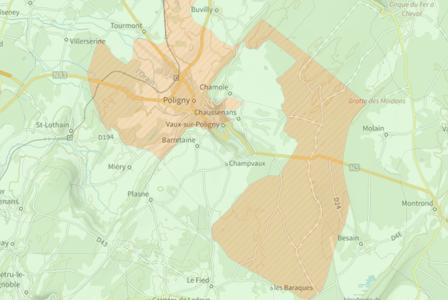 Buvilly
Cirque du Fer à
Cheval
Tourmont
Villerserine
N83
Chamole
Poligny
Grotte des Moidons
Chaussenans
St-Lothain
Vaux-sur-Poligny
Molain
D194
Barretaine
Champvaux
Miéry
N5
Plasne
D14
Montrond
D43
Besain
D4E
Le Fied
les Baraques